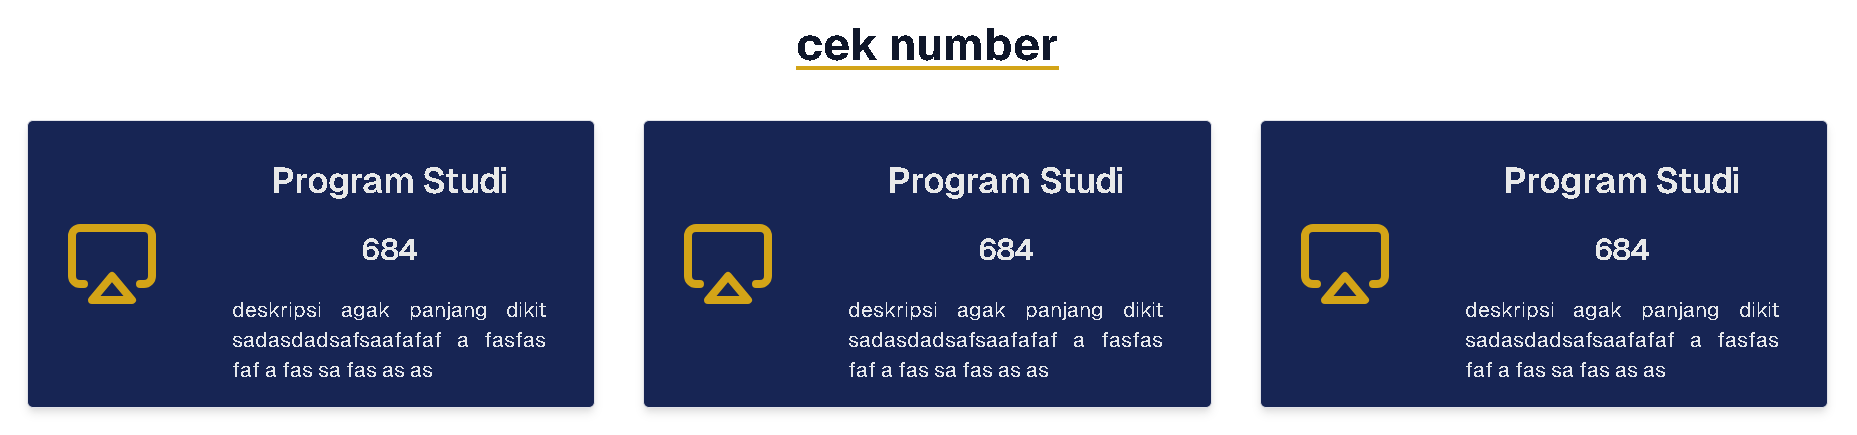 cek number
Program Studi
684
deskripsi agak panjang dikit
sadasdadsafsaafafaf a fasfas
faf a fas sa fas as as
Program Studi
684
deskripsi agak panjang dikit
sadasdadsafsaafafaf a fasfas
faf a fas sa fas as as
Program Studi
684
deskripsi agak panjang dikit
sadasdadsafsaafafaf a fasfas
faf a fas sa fas as as